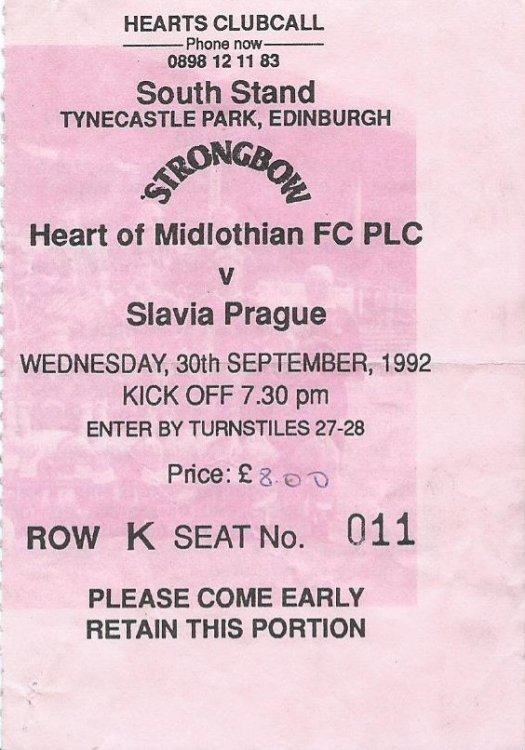 HEARTS CLUBCALL
Phone now
0898 12 11 83
South Stand
TYNECASTLE PARK, EDINBURGH
STRONGBOW
Heart of Midlothian FC PLC
v
Slavia Prague
WEDNESDAY, 30th SEPTEMBER, 1992
KICK OFF 7.30 pm
ENTER BY TURNSTILES 27-28
Price: £ 8.00
ROW K SEAT No. 011
PLEASE COME EARLY
RETAIN THIS PORTION